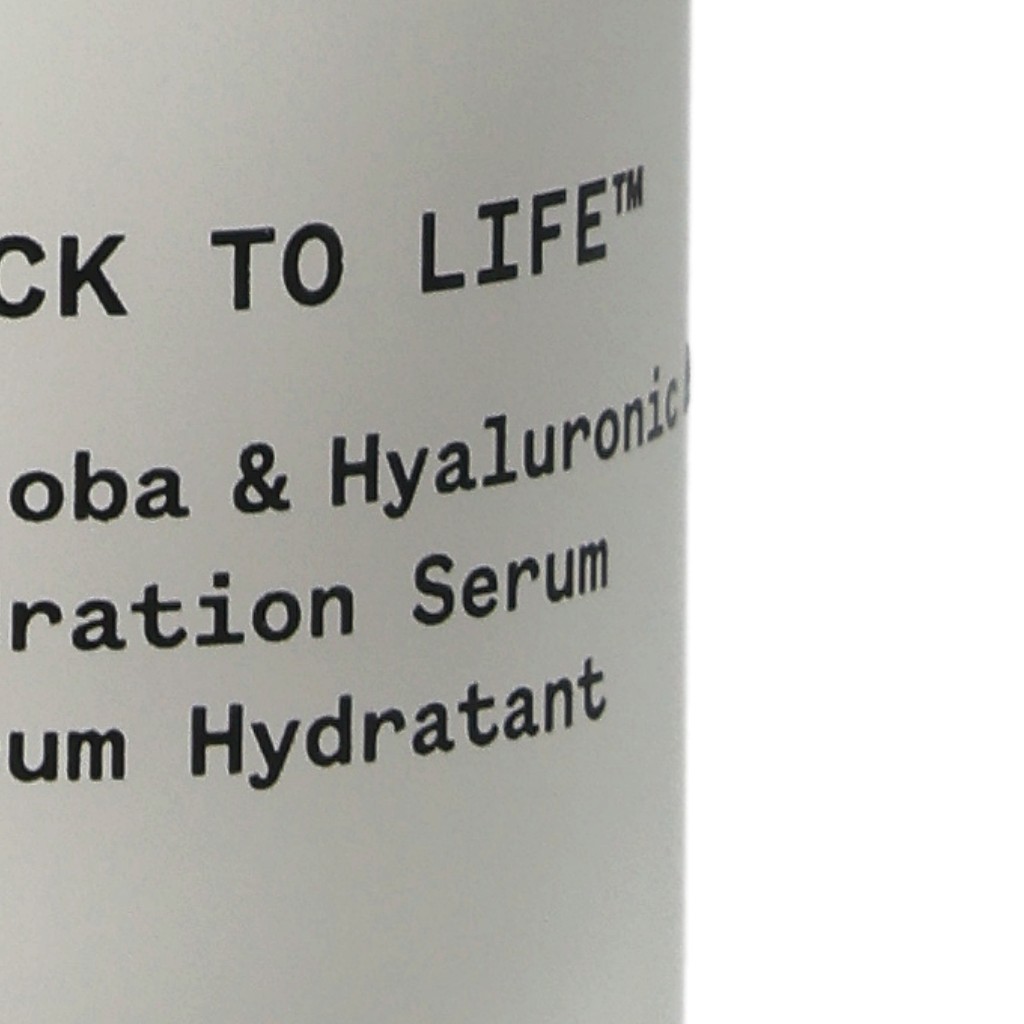 CK TO LIFE™
oba & Hyaluronic
ration Serum
um Hydratant